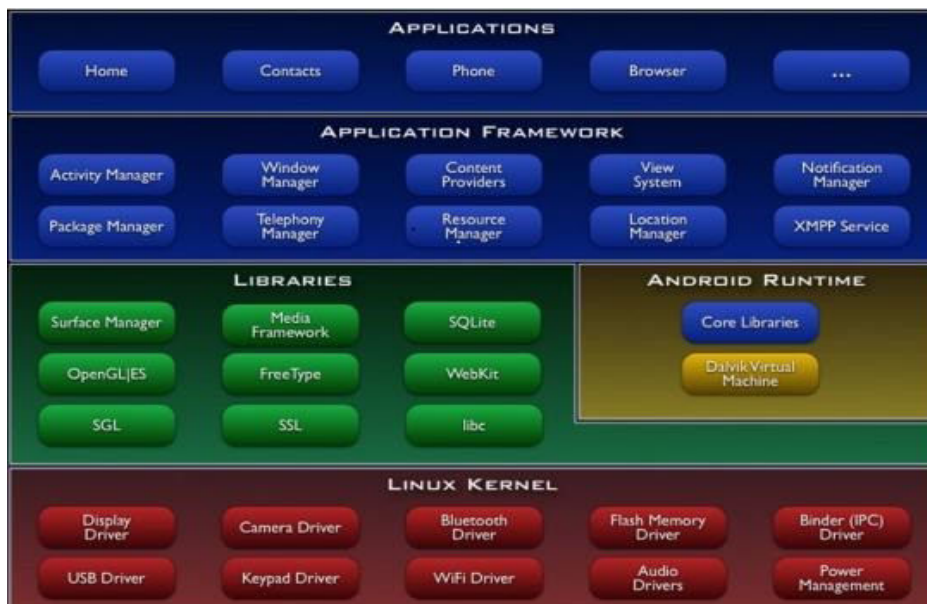 APPLICATIONS
Home
Contacts
Phone
Browser
...
APPLICATION FRAMEWORK
Activity Manager
Window
Manager
Content
Providers
View
System
Notification
Manager
Package Manager
Telephony
Manager
Resource
Manager
Location
Manager
XMPP Service
LIBRARIES
Surface Manager
Media
Framework
SQLite
OpenGL|ES
FreeType
WebKit
SGL
SSL
libc
ANDROID RUNTIME
Core Libraries
Dalvik Virtual
Machine
LINUX KERNEL
Display
Driver
Camera Driver
Bluetooth
Driver
Flash Memory
Driver
Binder (IPC)
Driver
USB Driver
Keypad Driver
WiFi Driver
Audio
Drivers
Power
Management